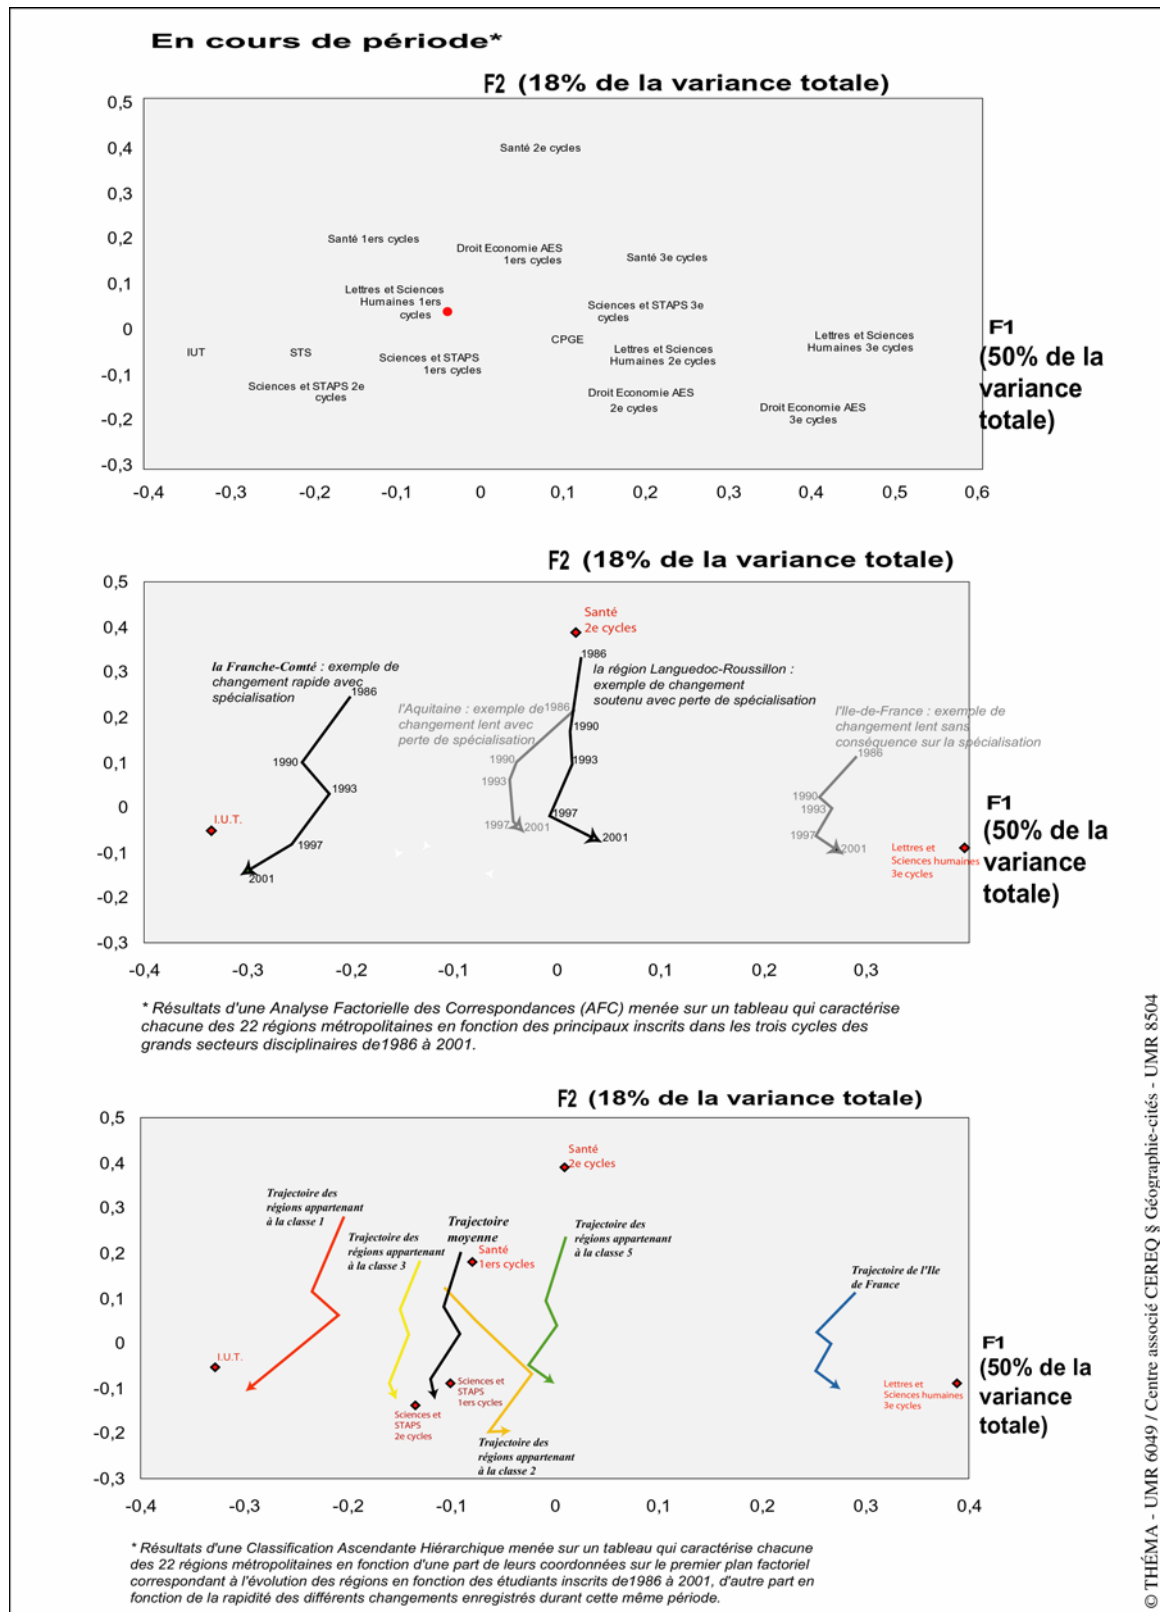 En cours de période*
F2 (18% de la variance totale)
0,5
0,4
0,3
0,2
0,1
0
-0,1
-0,2
-0,3
Santé 2e cycles
Santé 1ers cycles
Droit Economie AES
1ers cycles
Santé 3e cycles
Lettres et Sciences
Humaines 1ers
cycles
Sciences et STAPS 3e
cycles
CPGE
IUT
STS
Sciences et STAPS
1ers cycles
Lettres et Sciences
Humaines 2e cycles
Lettres et Sciences
Humaines 3e cycles
Sciences et STAPS 2e
cycles
Droit Economie AES
2e cycles
Droit Economie AES
3e cycles
F1
(50% de la
variance
totale)
-0,4 -0,3 -0,2 -0,1 0 0,1 0,2 0,3 0,4 0,5 0,6
F2 (18% de la variance totale)
0,5
0,4
0,3
0,2
0,1
0
-0,1
-0,2
-0,3
Santé
2e cycles
la Franche-Comté : exemple de
changement rapide avec
spécialisation
1986
1990
1993
1997
2001
l'Aquitaine : exemple de
changement lent avec
perte de spécialisation
1986
1990
1993
1997
2001
la région Languedoc-Roussillon :
exemple de changement
soutenu avec perte de spécialisation
1986
1990
1993
1997
2001
l'Ile-de-France : exemple de
changement lent sans
conséquence sur la spécialisation
1986
1990
1993
1997
2001
I.U.T.
Lettres et
Sciences humaines
3e cycles
F1
(50% de la
variance
totale)
-0,4 -0,3 -0,2 -0,1 0 0,1 0,2 0,3
* Résultats d'une Analyse Factorielle des Correspondances (AFC) menée sur un tableau qui caractérise
chacune des 22 régions métropolitaines en fonction des principaux inscrits dans les trois cycles des
grands secteurs disciplinaires de1986 à 2001.
F2 (18% de la variance totale)
0,5
0,4
0,3
0,2
0,1
0
-0,1
-0,2
-0,3
Santé
2e cycles
Trajectoire des
régions appartenant
à la classe 1
Trajectoire des
régions appartenant
à la classe 3
Trajectoire
moyenne
Santé
1ers cycles
Trajectoire des
régions appartenant
à la classe 5
Trajectoire de l'Ile
de France
I.U.T.
Sciences et
STAPS
1ers cycles
Sciences et
STAPS
2e cycles
Trajectoire des
régions appartenant
à la classe 2
Lettres et
Sciences humaines
3e cycles
F1
(50% de la
variance
totale)
-0,4 -0,3 -0,2 -0,1 0 0,1 0,2 0,3 0,4
* Résultats d'une Classification Ascendante Hiérarchique menée sur un tableau qui caractérise chacune
des 22 régions métropolitaines en fonction d'une part de leurs coordonnées sur le premier plan factoriel
correspondant à l'évolution des régions en fonction des étudiants inscrits de1986 à 2001, d'autre part en
fonction de la rapidité des différents changements enregistrés durant cette même période.
© THÉMA - UMR 6049 / Centre associé CEREQ § Géographie-cités - UMR 8504